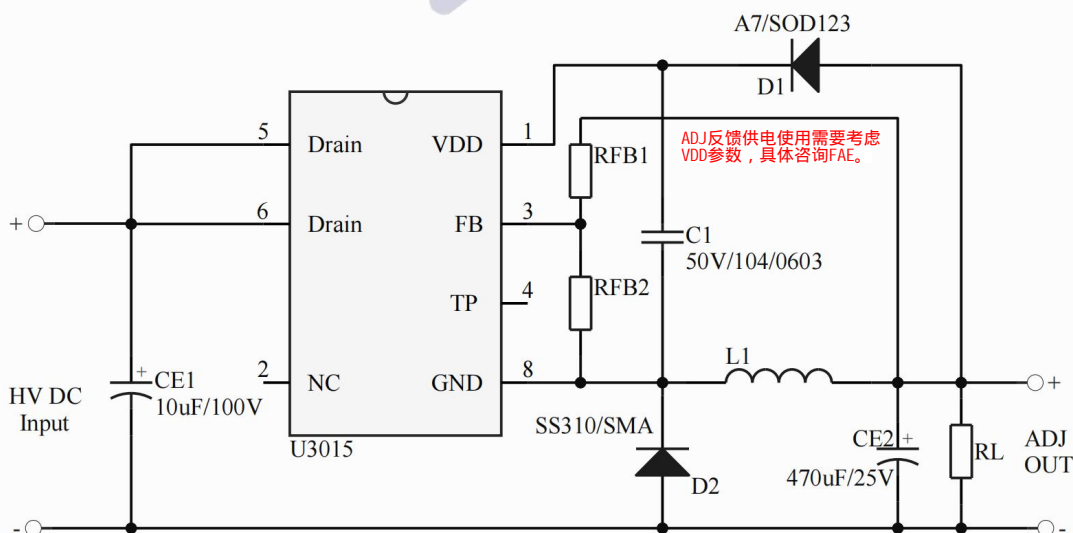 A7/SOD123
D1
ADJ反馈供电使用需要考虑
VDD参数，具体咨询FAE。
5
Drain
VDD
1
RFB1
+
6
Drain
FB
3
C1
50V/104/0603
TP
4
RFB2
2
NC
GND
8
L1
+
+
CE1
10uF/100V
HV DC
Input
U3015
SS310/SMA
D2
CE2
+
470uF/25V
RL
ADJ
OUT
-
-